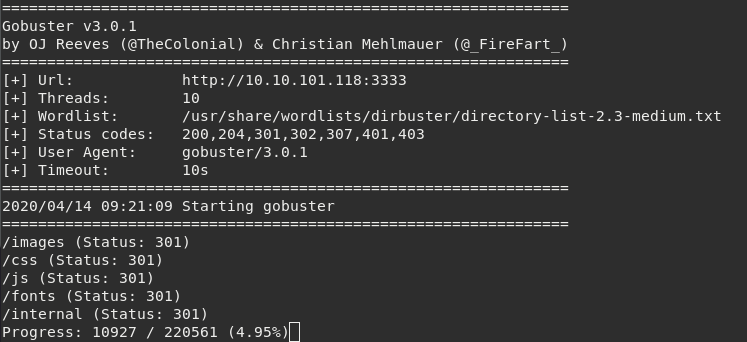 ===============================================================
Gobuster v3.0.1
by OJ Reeves (@TheColonial) & Christian Mehlmauer (@_FireFart_)
===============================================================
[+] Url:            http://10.10.101.118:3333
[+] Threads:        10
[+] Wordlist:       /usr/share/wordlists/dirbuster/directory-list-2.3-medium.txt
[+] Status codes:   200,204,301,302,307,401,403
[+] User Agent:     gobuster/3.0.1
[+] Timeout:        10s
===============================================================
2020/04/14 09:21:09 Starting gobuster
===============================================================
/images (Status: 301)
/css (Status: 301)
/js (Status: 301)
/fonts (Status: 301)
/internal (Status: 301)
Progress: 10927 / 220561 (4.95%)